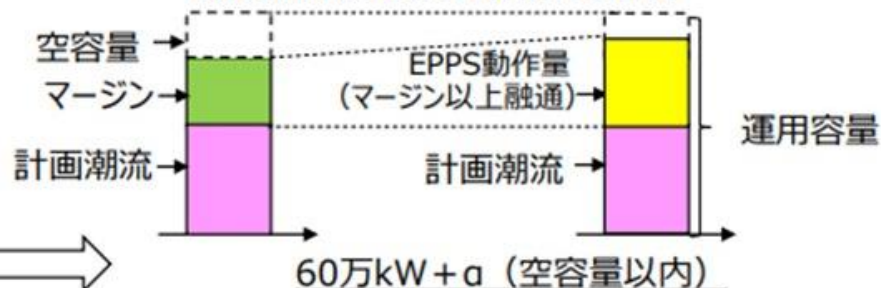 空容量
マージン
計画潮流
EPPS動作量
（マージン以上融通）
計画潮流
運用容量
60万kW＋α（空容量以内）